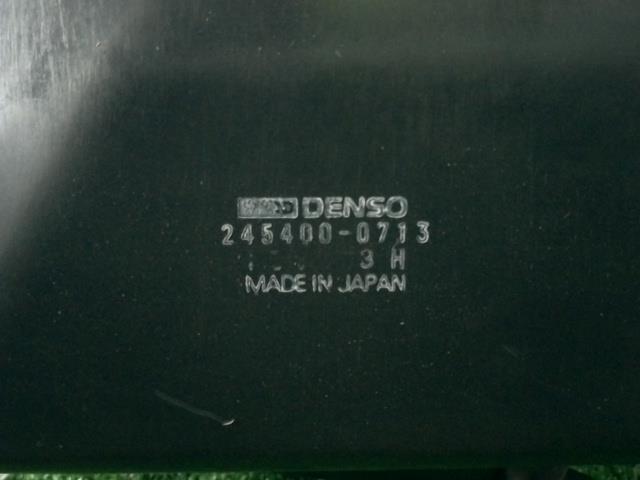 DENSO
245400-0713
3 H
MADE IN JAPAN